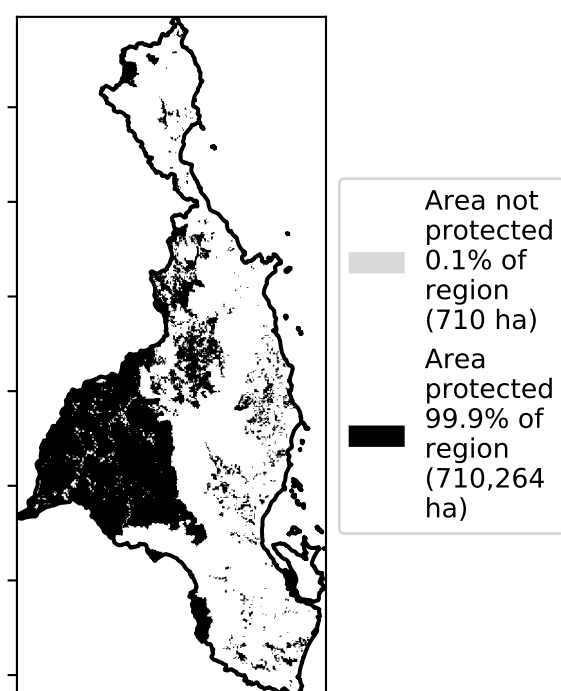 Area not
protected
0.1% of
region
(710 ha)
Area
protected
99.9% of
region
(710,264
ha)